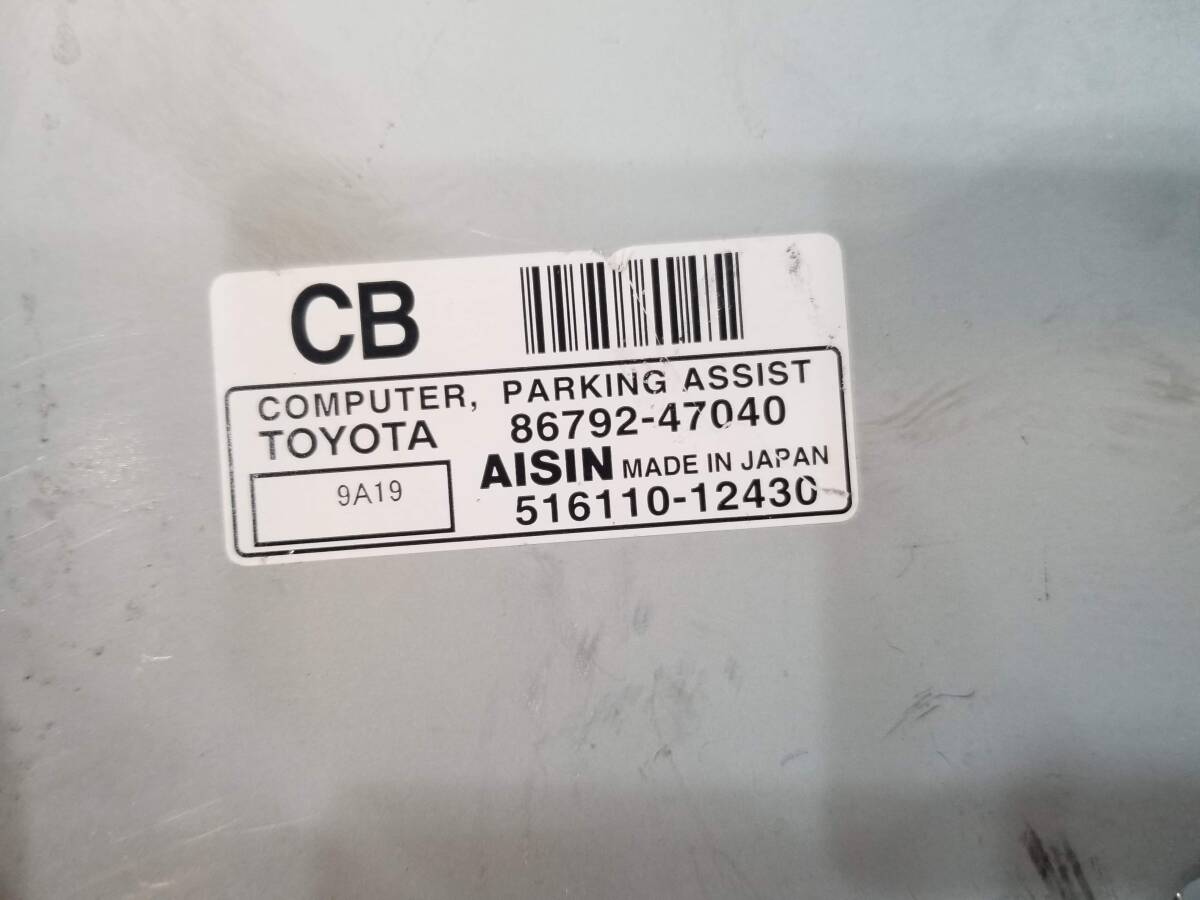 CB
COMPUTER, PARKING ASSIST
TOYOTA 86792-47040
AISIN MADE IN JAPAN
9A19
516110-12430